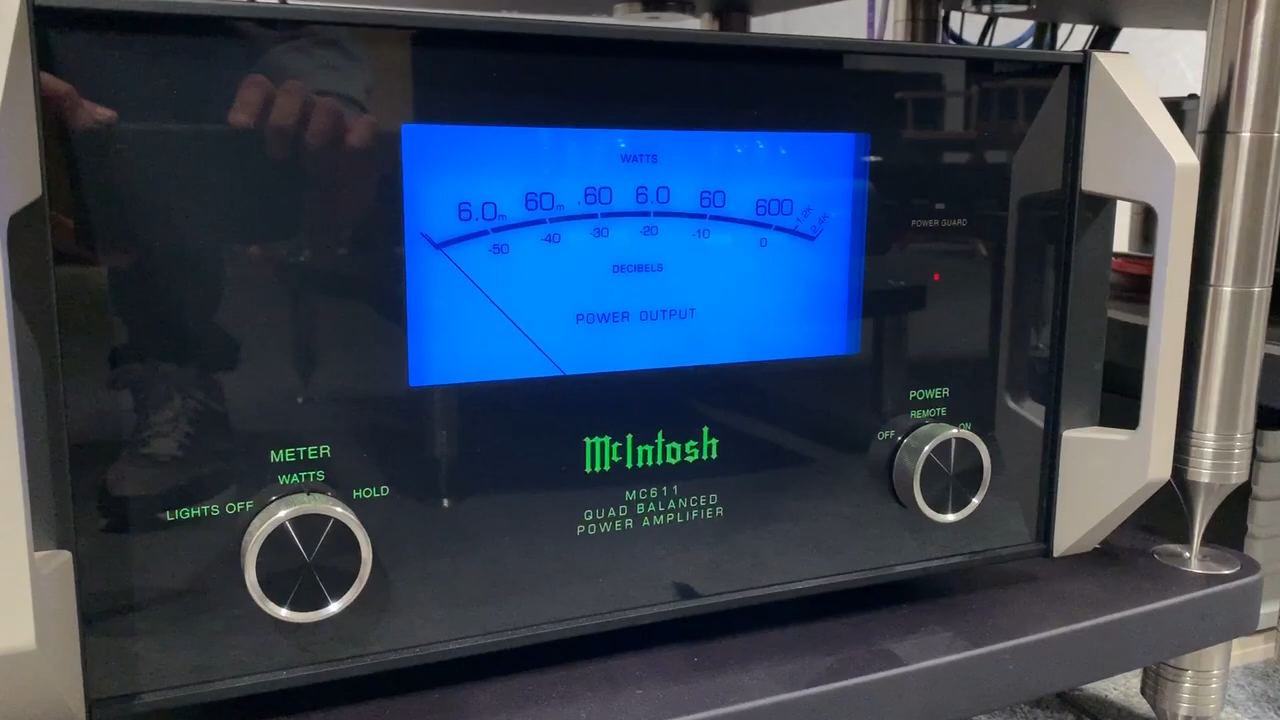 WATTS
6.0m 60m .60 6.0 60 600 1.2K 2.4K
-50 -40 -30 -20 -10 0
DECIBELS
POWER OUTPUT
POWER GUARD
POWER
REMOTE
OFF ON
METER
WATTS
LIGHTS OFF HOLD
McIntosh
MC611
QUAD BALANCED
POWER AMPLIFIER